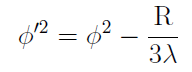 ϕ′² = ϕ² − R/3λ